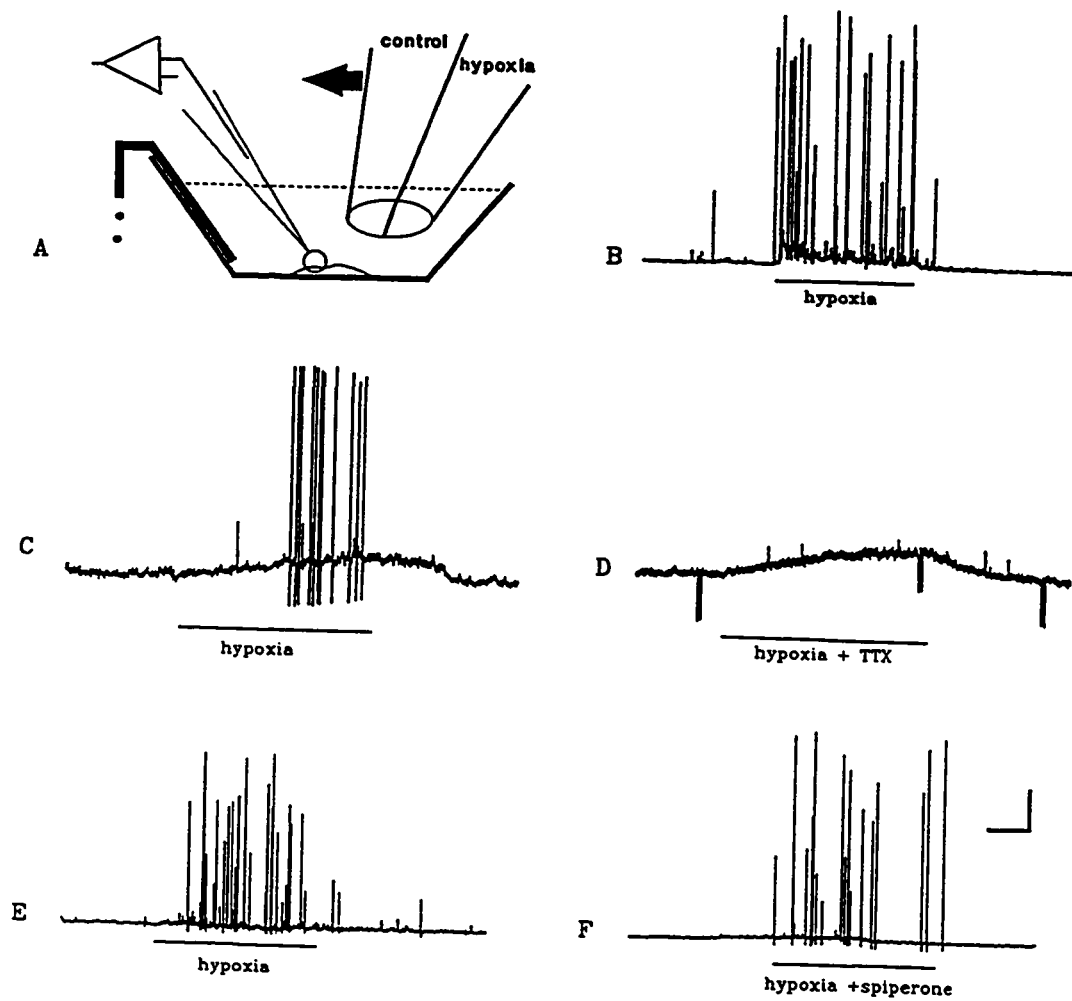 control
hypoxia
A
B
hypoxia
C
hypoxia
D
hypoxia + TTX
E
hypoxia
F
hypoxia +spiperone